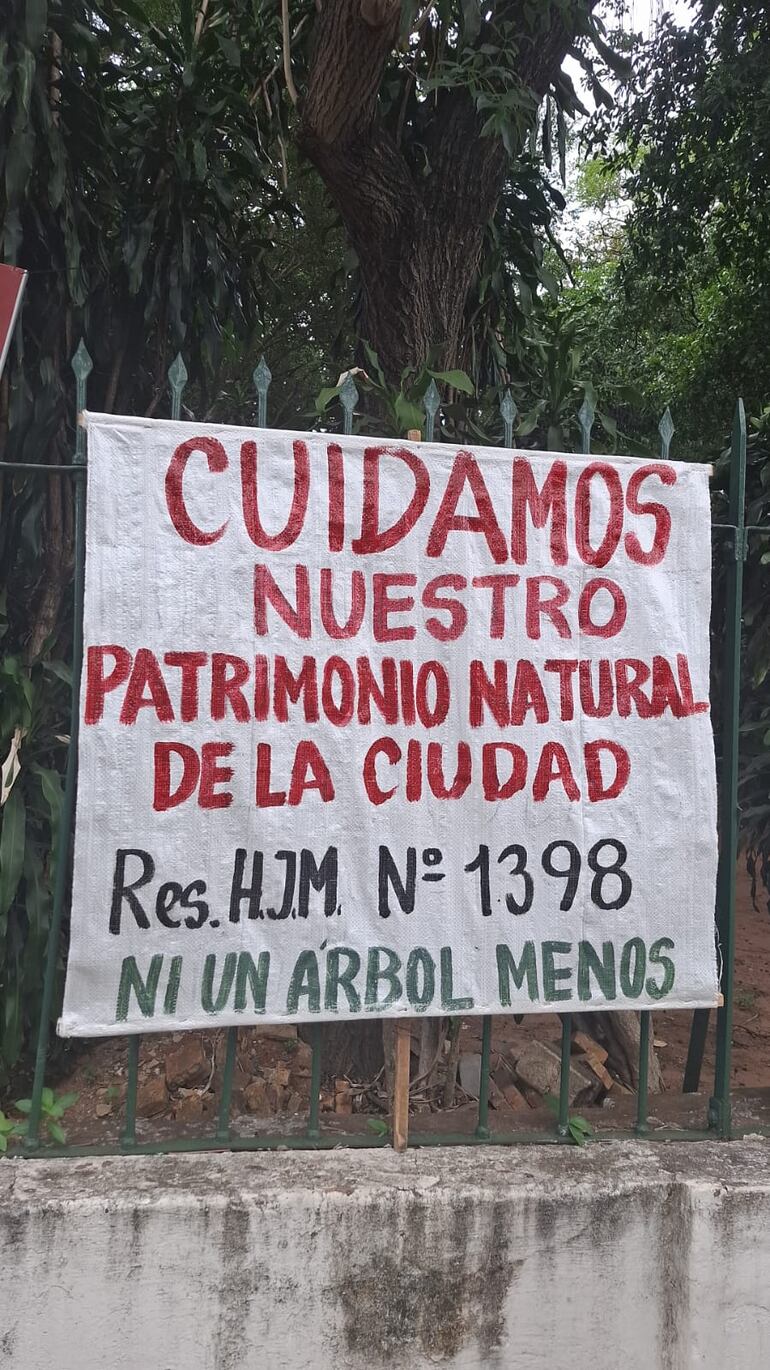 CUIDAMOS
NUESTRO
PATRIMONIO NATURAL
DE LA CIUDAD
Res. H.J.M. Nº 1398
NI UN ÁRBOL MENOS